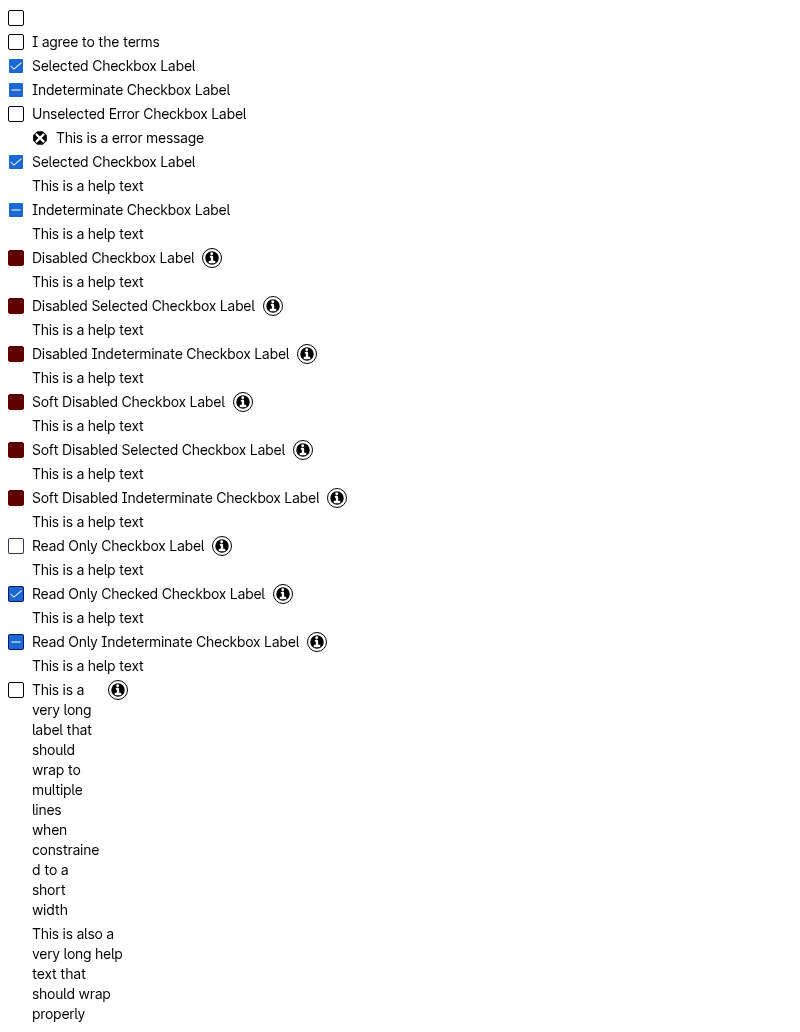 I agree to the terms
Selected Checkbox Label
Indeterminate Checkbox Label
Unselected Error Checkbox Label
This is a error message
Selected Checkbox Label
This is a help text
Indeterminate Checkbox Label
This is a help text
Disabled Checkbox Label
This is a help text
Disabled Selected Checkbox Label
This is a help text
Disabled Indeterminate Checkbox Label
This is a help text
Soft Disabled Checkbox Label
This is a help text
Soft Disabled Selected Checkbox Label
This is a help text
Soft Disabled Indeterminate Checkbox Label
This is a help text
Read Only Checkbox Label
This is a help text
Read Only Checked Checkbox Label
This is a help text
Read Only Indeterminate Checkbox Label
This is a help text
This is a
very long
label that
should
wrap to
multiple
lines
when
constraine
d to a
short
width
This is also a
very long help
text that
should wrap
properly